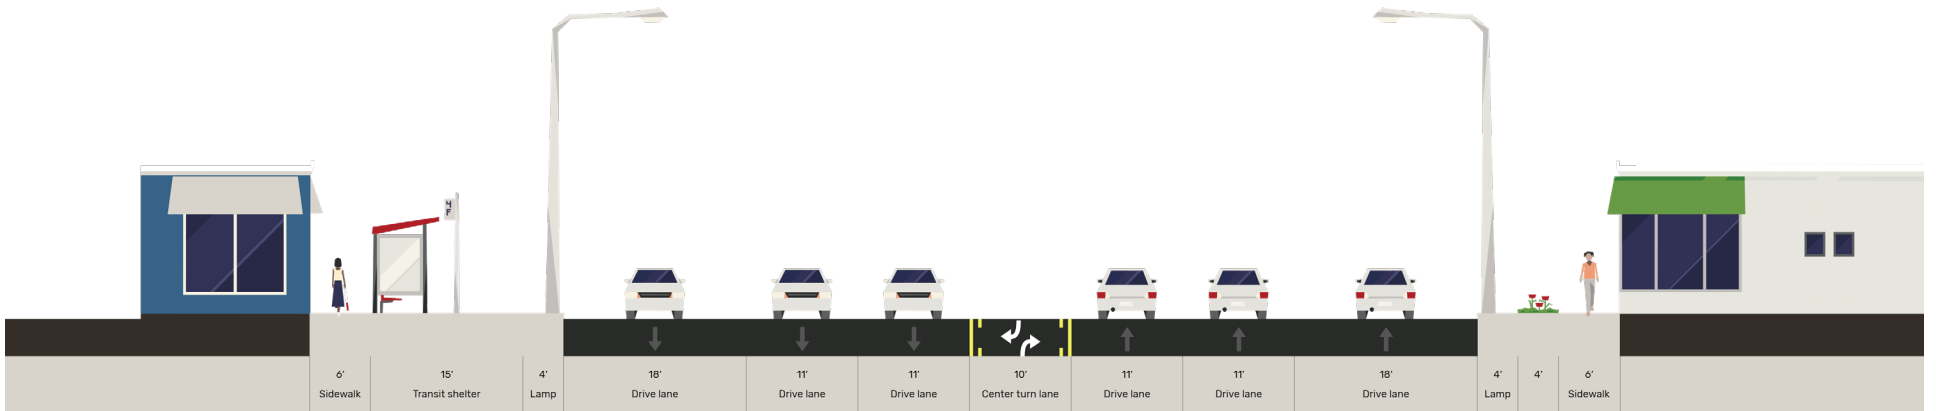 6' 15' 4' 18' 11' 11' 10' 11' 11' 18' 4' 4' 6'
Sidewalk Transit shelter Lamp Drive lane Drive lane Drive lane Center turn lane Drive lane Drive lane Drive lane Lamp Sidewalk